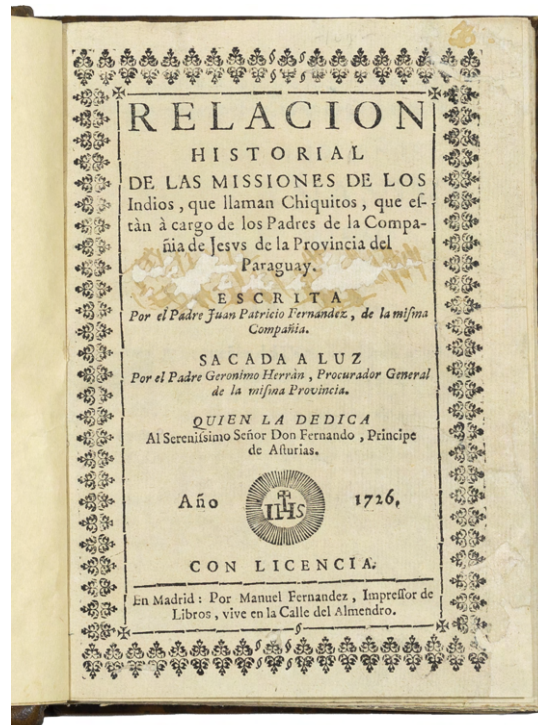 RELACION
HISTORIAL
DE LAS MISSIONES DE LOS
Indios, que llaman Chiquitos, que eſ-
tàn à cargo de los Padres de la Compa-
ñia de Jesvs de la Provincia del
Paraguay.
ESCRITA
Por el Padre Juan Patricio Fernandez, de la miſma
Compañia.
SACADA A LUZ
Por el Padre Geronimo Herràn, Procurador General
de la miſma Provincia.
QUIEN LA DEDICA
Al Sereniſsimo Señor Don Fernando, Principe
de Aſturias.
Año IHS 1726.
CON LICENCIA.
En Madrid: Por Manuel Fernandez, Impreſſor de
Libros, vive en la Calle del Almendro.